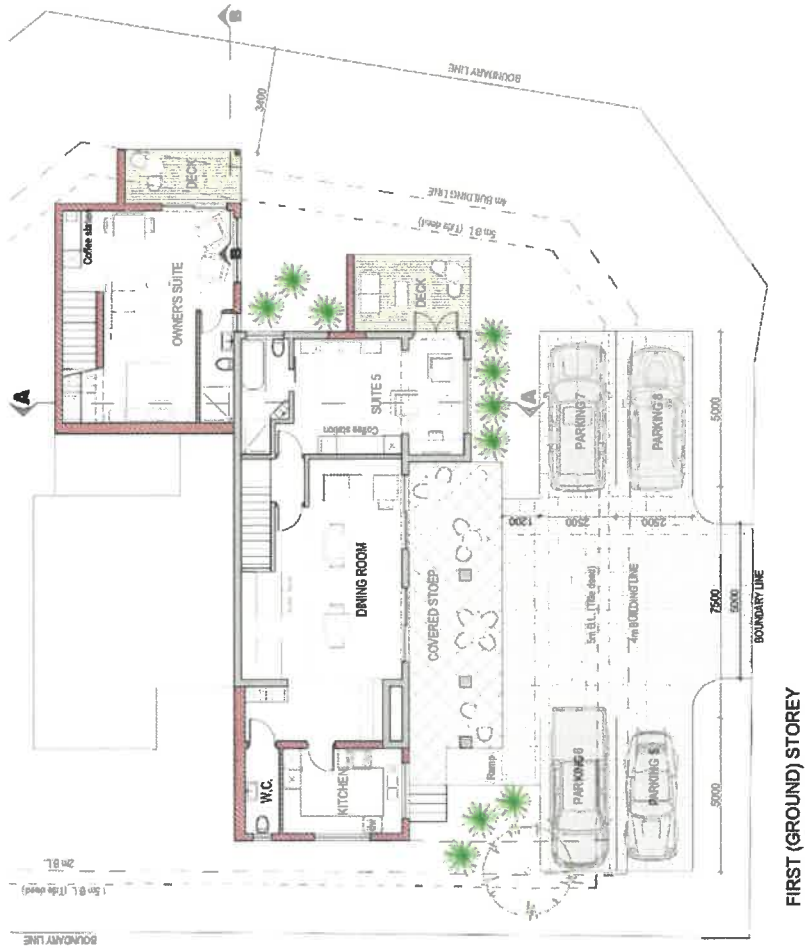 B
BOUNDARY LINE
3400
DECK
Coffee station
4m BUILDING LINE
5m B.L (Title deed)
B
OWNER'S SUITE
DECK
A
A
SUITE 5
Coffee station
PARKING 7
PARKING 8
5000
1200
2500
2500
DINING ROOM
COVERED STOEP
5m B.L. (Title deed)
4m BUILDING LINE
7500
5000
BOUNDARY LINE
W.C.
KITCHEN
Ramp
PARKING 6
PARKING 5
5000
2m B.L.
1.5m B.L (Title deed)
BOUNDARY LINE
FIRST (GROUND) STOREY